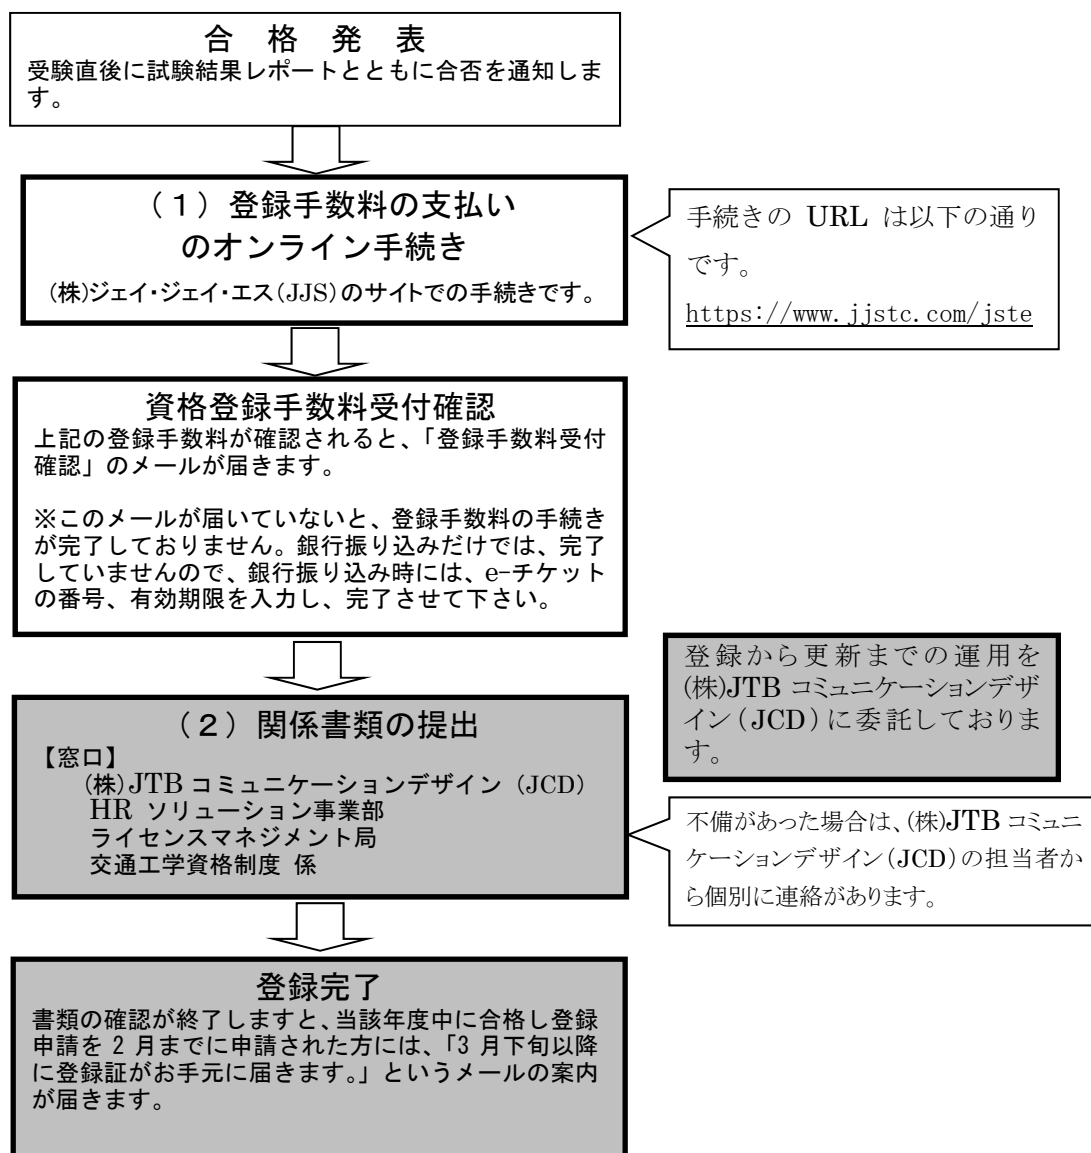 合 格 発 表
受験直後に試験結果レポートとともに合否を通知しま
す。
（１）登録手数料の支払い
のオンライン手続き
(株)ジェイ・ジェイ・エス(JJS)のサイトでの手続きです。
手続きの URL は以下の通り
です。
https://www.jjstc.com/jste
資格登録手数料受付確認
上記の登録手数料が確認されると、「登録手数料受付
確認」のメールが届きます。
※このメールが届いていないと、登録手数料の手続き
が完了しておりません。銀行振り込みだけでは、完了
していませんので、銀行振り込み時には、e-チケット
の番号、有効期限を入力し、完了させて下さい。
登録から更新までの運用を
(株)JTB コミュニケーションデザ
イン(JCD)に委託しておりま
す。
（２）関係書類の提出
【窓口】
(株)JTB コミュニケーションデザイン (JCD)
HR ソリューション事業部
ライセンスマネジメント局
交通工学資格制度 係
不備があった場合は、(株)JTB コミュニ
ケーションデザイン(JCD)の担当者か
ら個別に連絡があります。
登録完了
書類の確認が終了しますと、当該年度中に合格し登録
申請を 2 月までに申請された方には、「3 月下旬以降
に登録証がお手元に届きます。」というメールの案内
が届きます。